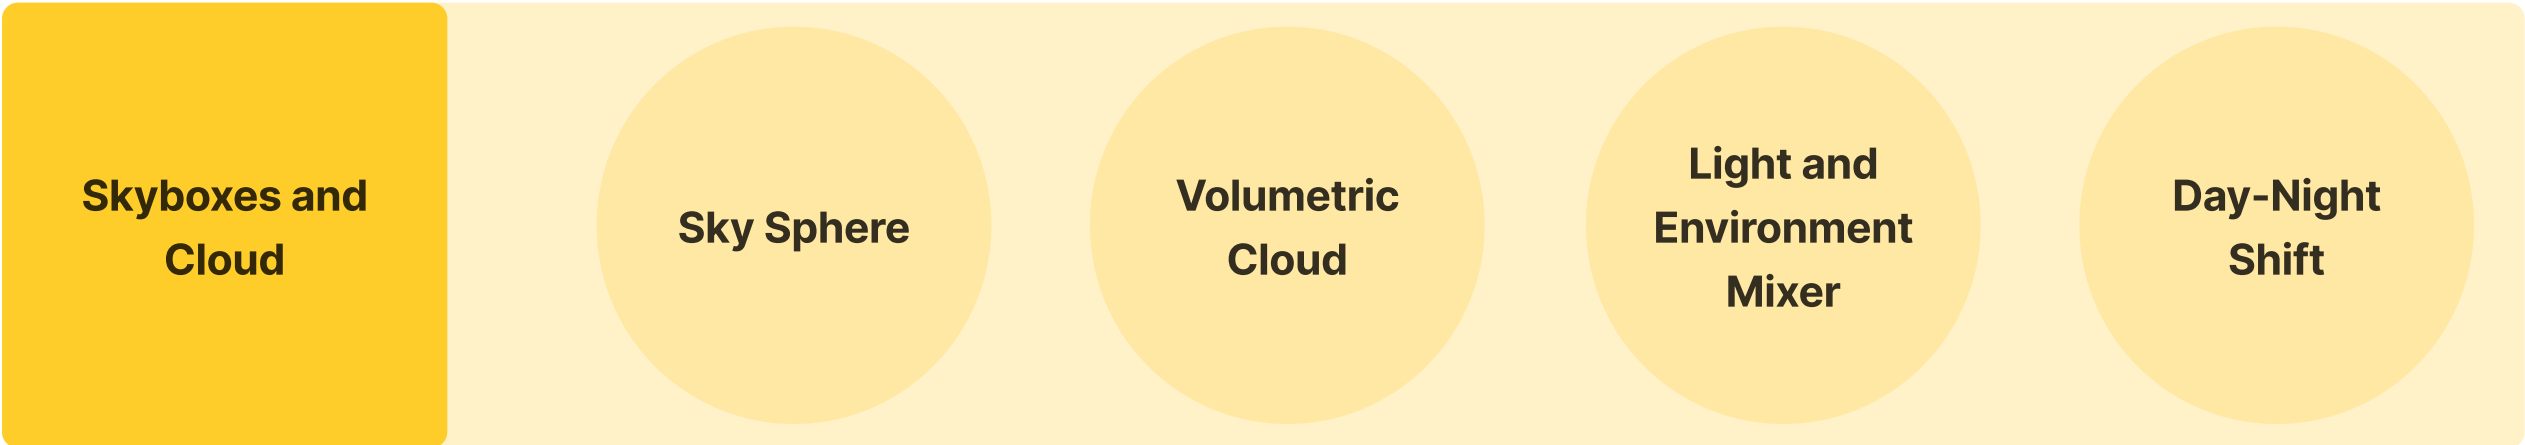 Skyboxes and
Cloud
Sky Sphere
Volumetric
Cloud
Light and
Environment
Mixer
Day-Night
Shift